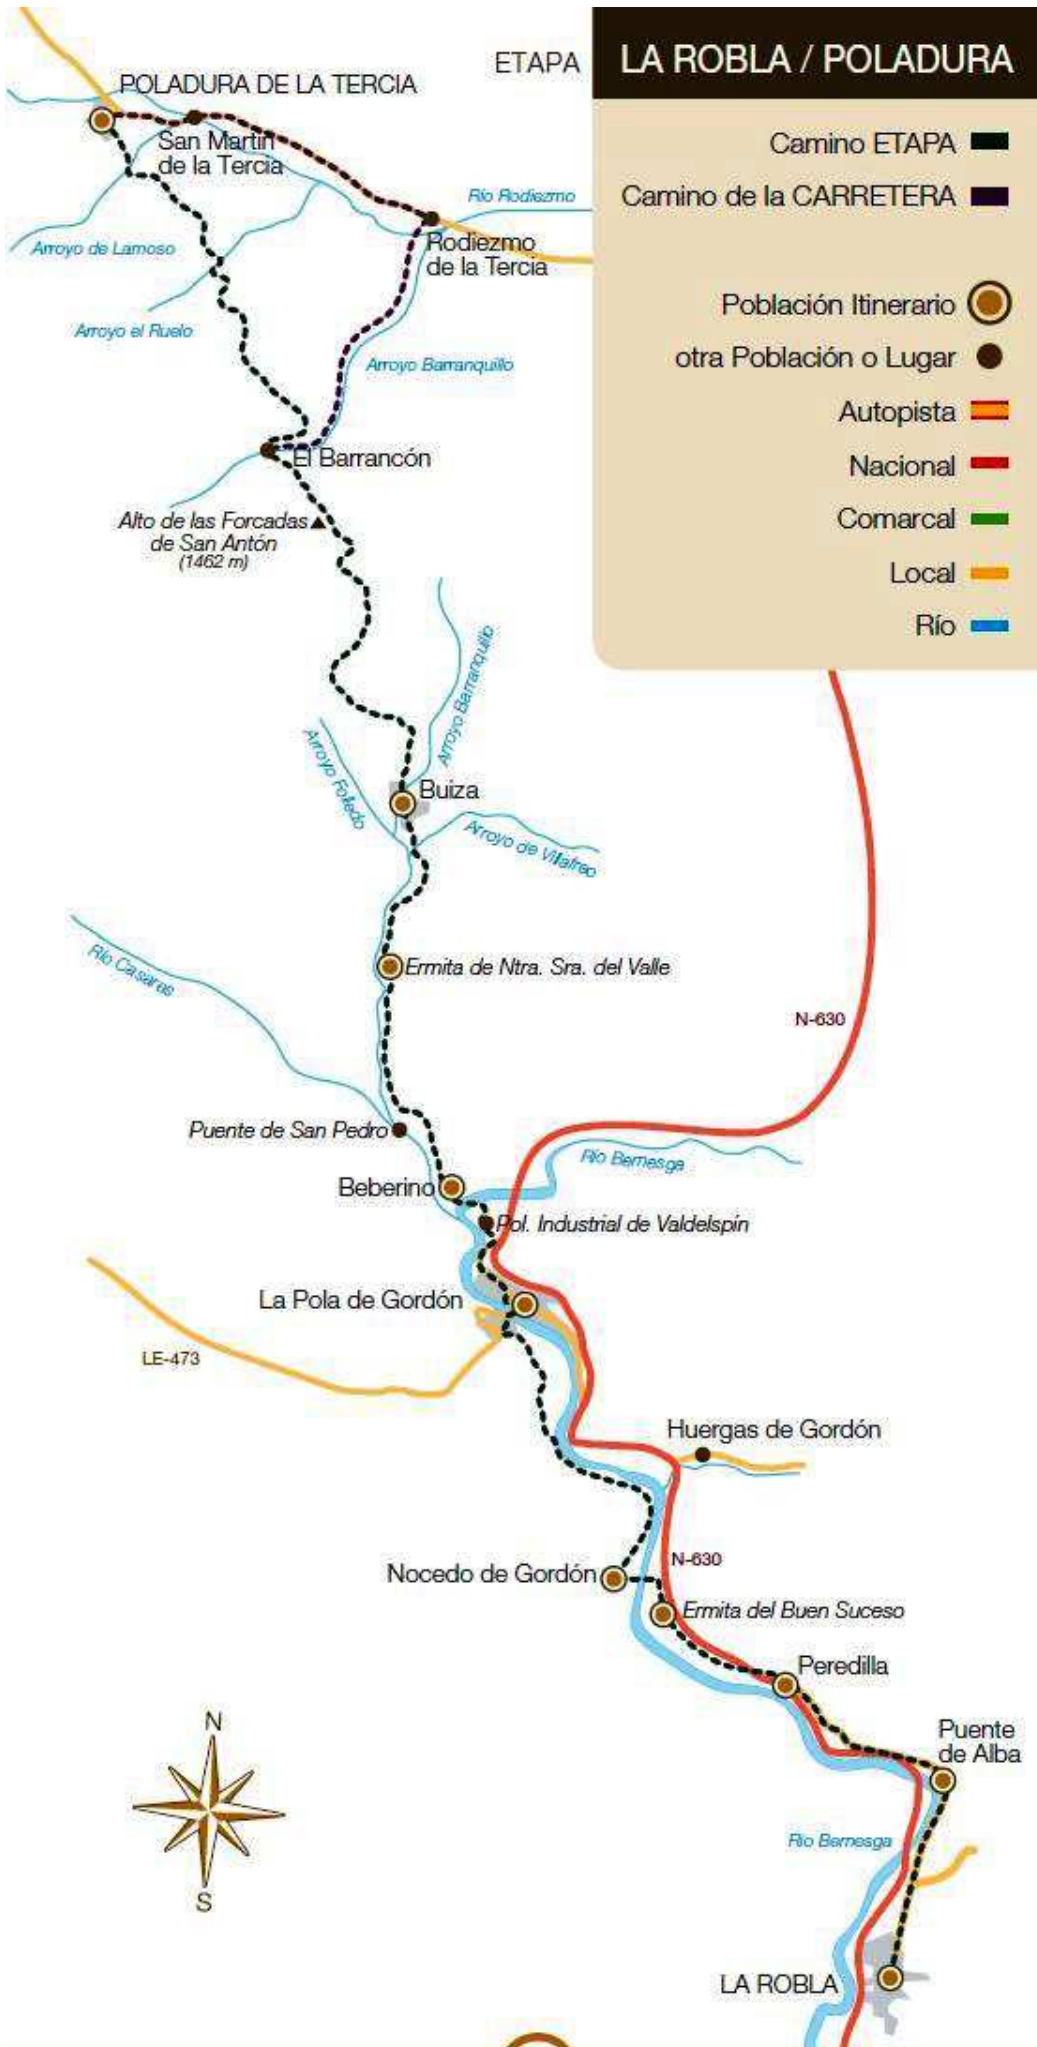 ETAPA
LA ROBLA / POLADURA
Camino ETAPA
Camino de la CARRETERA
Población Itinerario
otra Población o Lugar
Autopista
Nacional
Comarcal
Local
Río
POLADURA DE LA TERCIA
San Martín
de la Tercia
Río Rodiezmo
Arroyo de Lamoso
Rodiezmo
de la Tercia
Arroyo el Ruelo
Arroyo Barranquillo
El Barrancón
Alto de las Forcadas
de San Antón
(1462 m)
Arroyo Barranquillo
Arroyo Folledo
Buiza
Arroyo de Villafreo
Río Casares
Ermita de Ntra. Sra. del Valle
N-630
Puente de San Pedro
Río Bernesga
Beberino
Pol. Industrial de Valdelspín
La Pola de Gordón
LE-473
Huergas de Gordón
N-630
Nocedo de Gordón
Ermita del Buen Suceso
Peredilla
N
Puente
de Alba
Río Bernesga
S
LA ROBLA